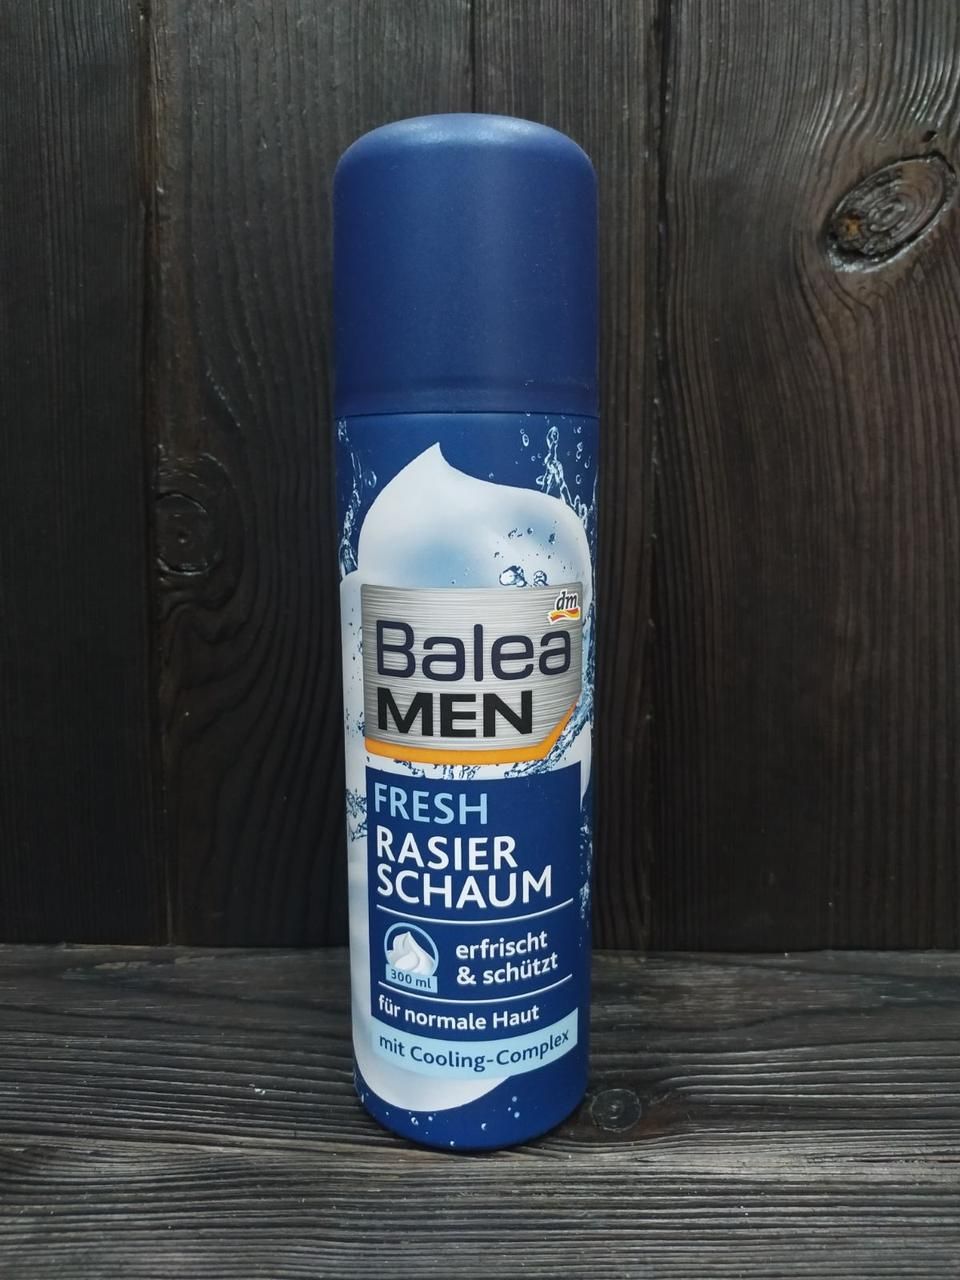 dm
Balea
MEN
FRESH
RASIER
SCHAUM
erfrischt
& schützt
300 ml
für normale Haut
mit Cooling-Complex